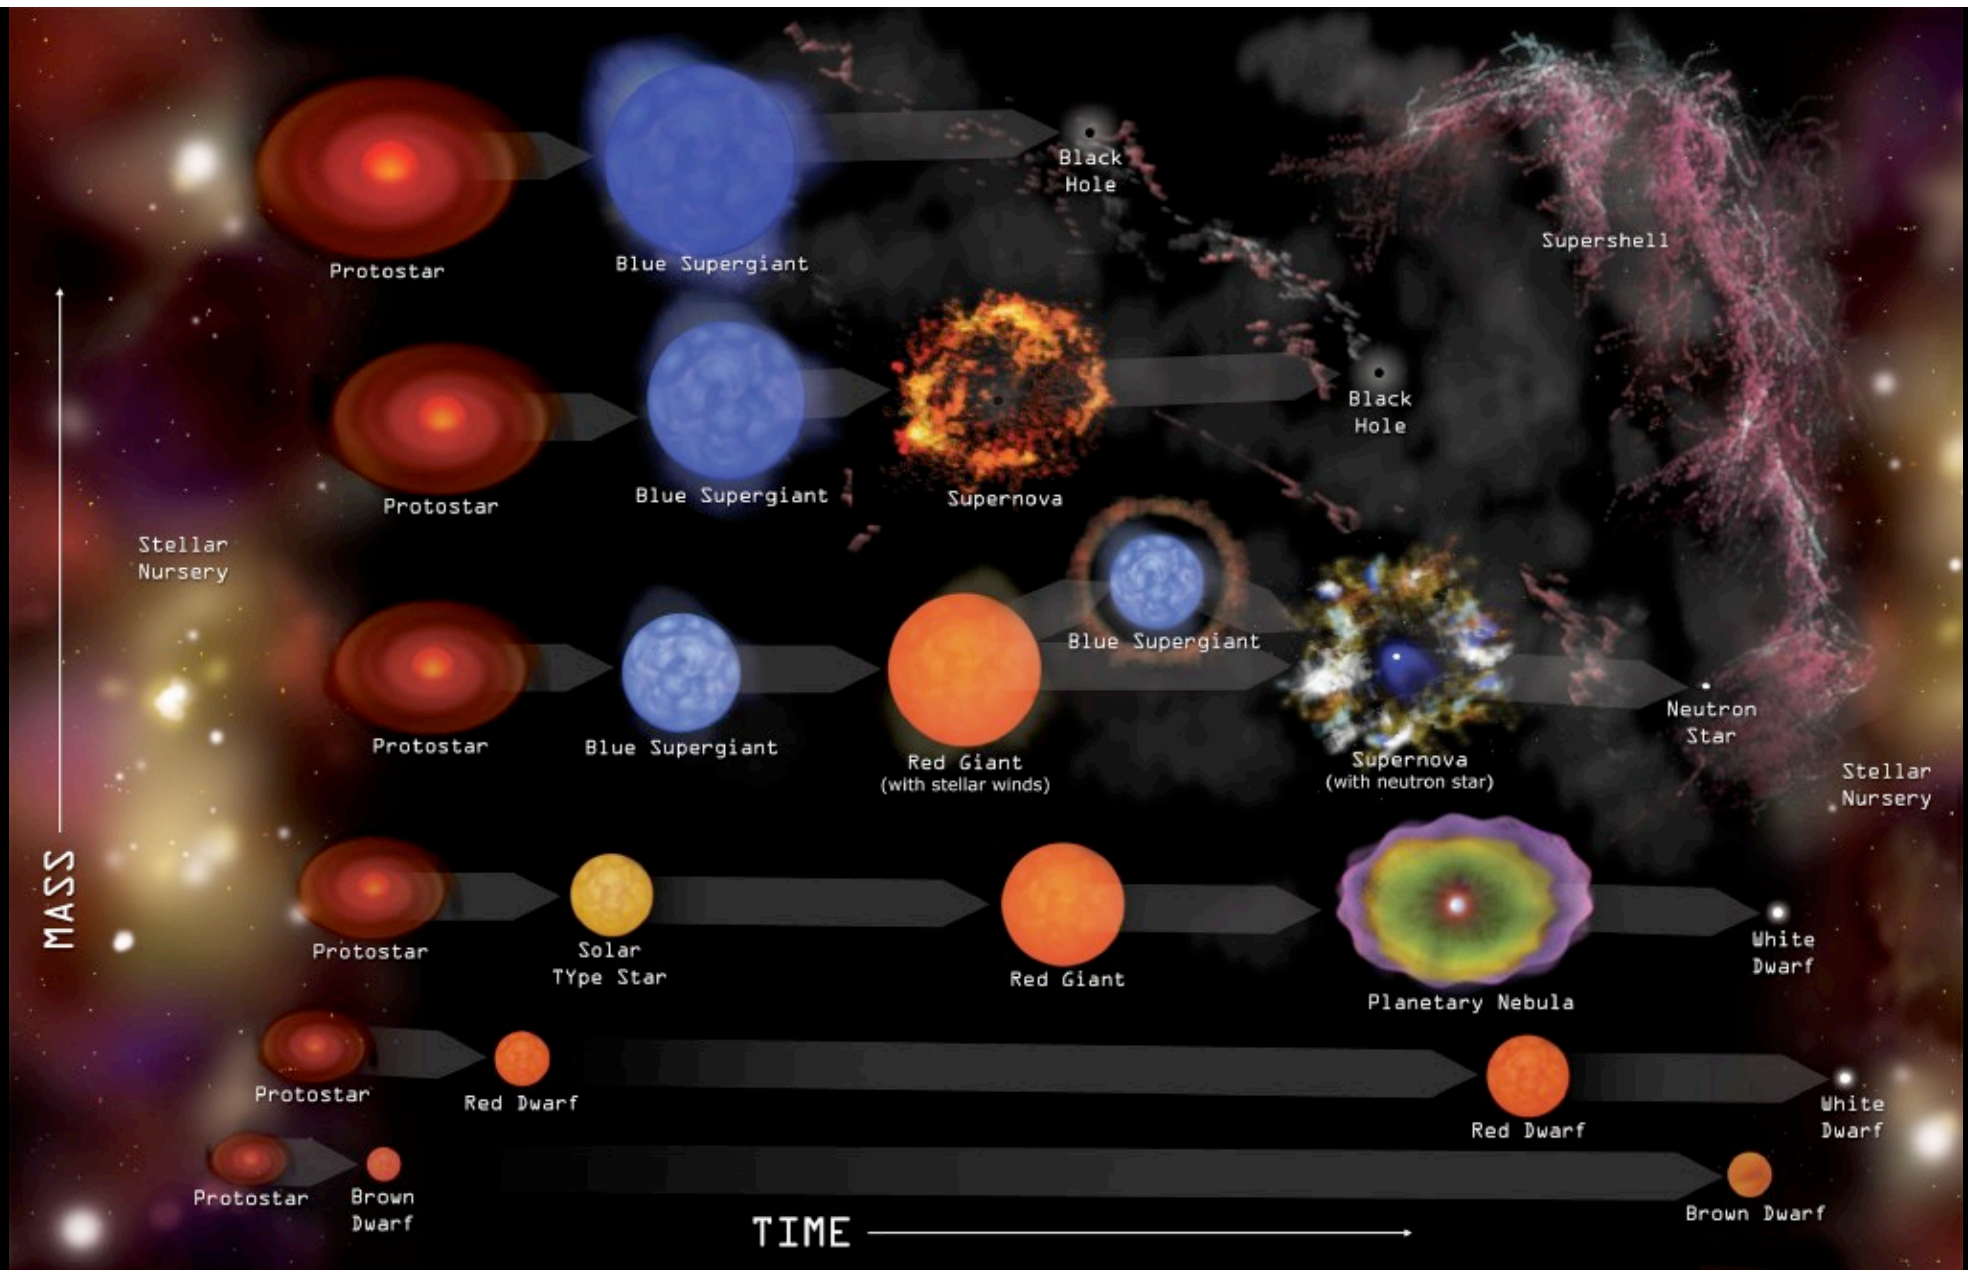 Black
Hole
Supershell
Protostar
Blue Supergiant
Black
Hole
Protostar
Blue Supergiant
Supernova
Stellar
Nursery
Blue Supergiant
Protostar
Blue Supergiant
Red Giant
(with stellar winds)
Supernova
(with neutron star)
Neutron
Star
Stellar
Nursery
MASS
Protostar
Solar
TYpe Star
Red Giant
Planetary Nebula
White
Dwarf
Protostar
Red Dwarf
Red Dwarf
White
Dwarf
Protostar
Brown
Dwarf
Brown Dwarf
TIME